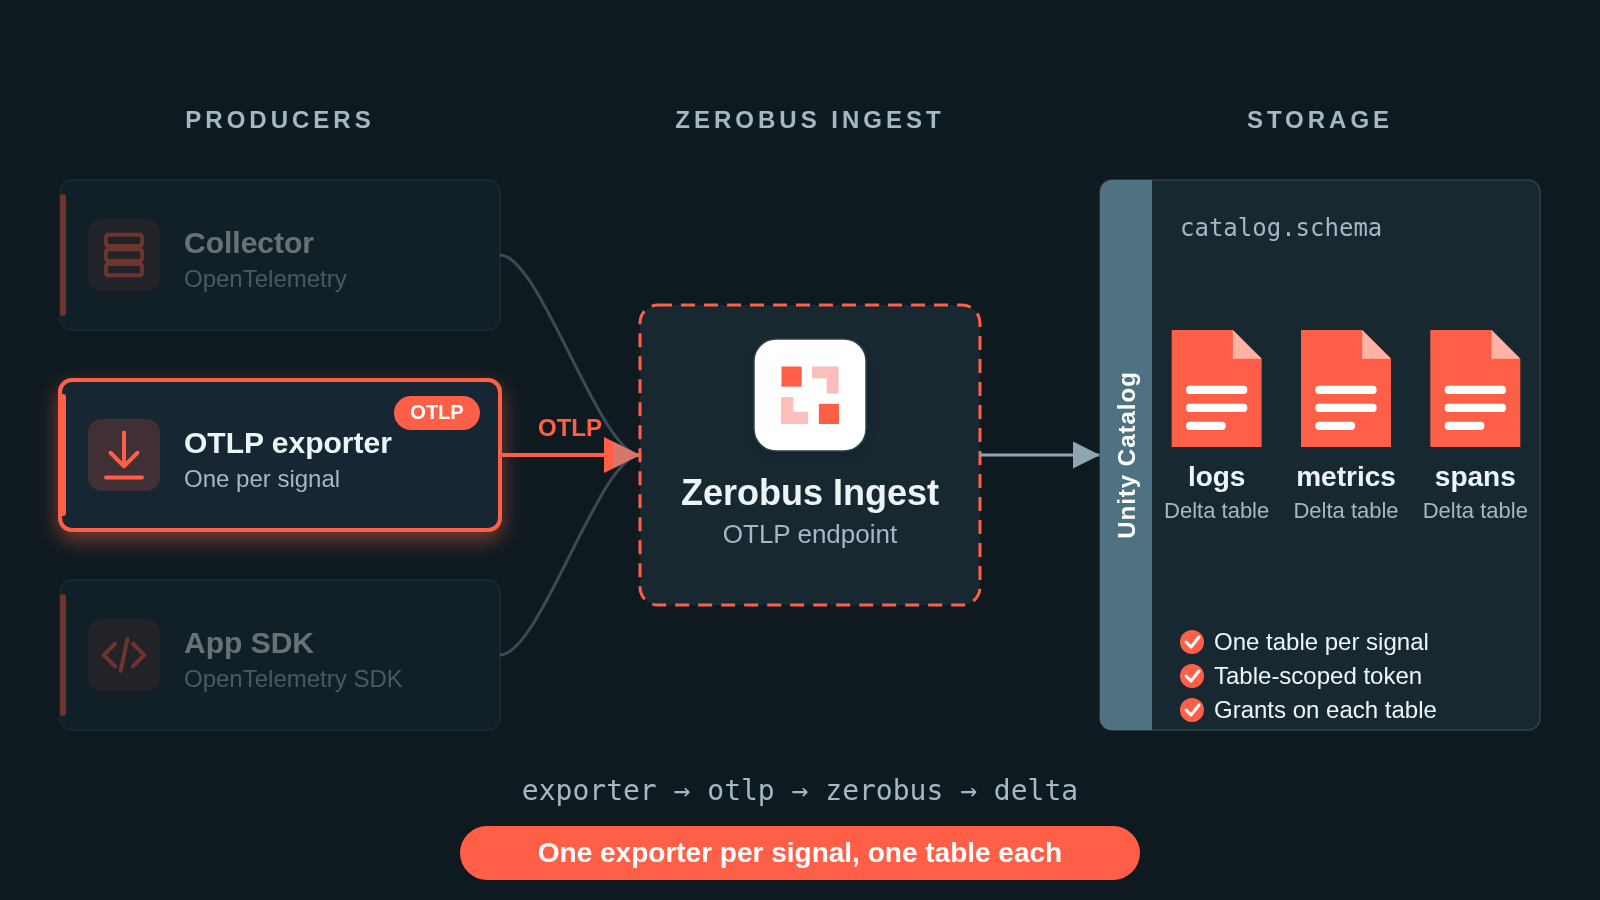 PRODUCERS
ZEROBUS INGEST
STORAGE
Collector
OpenTelemetry
OTLP
OTLP exporter
One per signal
App SDK
OpenTelemetry SDK
OTLP
Zerobus Ingest
OTLP endpoint
Unity Catalog
catalog.schema
logs
Delta table
metrics
Delta table
spans
Delta table
One table per signal
Table-scoped token
Grants on each table
exporter → otlp → zerobus → delta
One exporter per signal, one table each